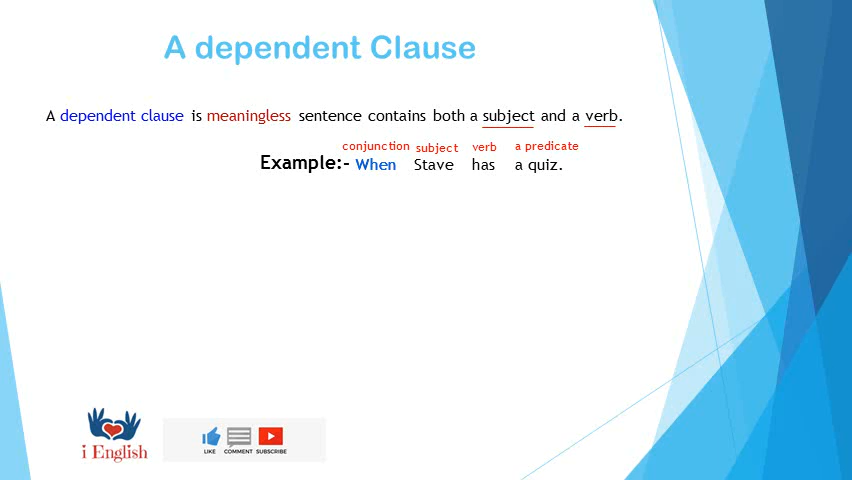 A dependent Clause
A dependent clause is meaningless sentence contains both a subject and a verb.
conjunction subject verb a predicate
Example:- When Stave has a quiz.
i English
LIKE COMMENT SUBSCRIBE